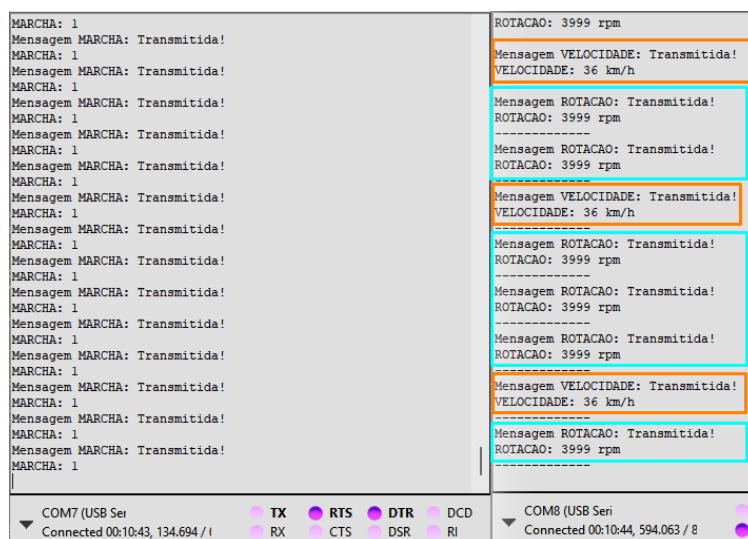 MARCHA: 1
Mensagem MARCHA: Transmitida!
MARCHA: 1
Mensagem MARCHA: Transmitida!
MARCHA: 1
Mensagem MARCHA: Transmitida!
MARCHA: 1
Mensagem MARCHA: Transmitida!
MARCHA: 1
Mensagem MARCHA: Transmitida!
MARCHA: 1
Mensagem MARCHA: Transmitida!
MARCHA: 1
Mensagem MARCHA: Transmitida!
MARCHA: 1
Mensagem MARCHA: Transmitida!
MARCHA: 1
Mensagem MARCHA: Transmitida!
MARCHA: 1
Mensagem MARCHA: Transmitida!
MARCHA: 1
Mensagem MARCHA: Transmitida!
MARCHA: 1
Mensagem MARCHA: Transmitida!
MARCHA: 1
Mensagem MARCHA: Transmitida!
MARCHA: 1
Mensagem MARCHA: Transmitida!
MARCHA: 1
COM7 (USB Seri
Connected 00:10:43, 134.694 / (
TX RTS DTR DCD
RX CTS DSR RI
ROTACAO: 3999 rpm
Mensagem VELOCIDADE: Transmitida!
VELOCIDADE: 36 km/h
Mensagem ROTACAO: Transmitida!
ROTACAO: 3999 rpm
-------------
Mensagem ROTACAO: Transmitida!
ROTACAO: 3999 rpm
-------------
Mensagem VELOCIDADE: Transmitida!
VELOCIDADE: 36 km/h
-------------
Mensagem ROTACAO: Transmitida!
ROTACAO: 3999 rpm
-------------
Mensagem ROTACAO: Transmitida!
ROTACAO: 3999 rpm
-------------
Mensagem ROTACAO: Transmitida!
ROTACAO: 3999 rpm
-------------
Mensagem VELOCIDADE: Transmitida!
VELOCIDADE: 36 km/h
-------------
Mensagem ROTACAO: Transmitida!
ROTACAO: 3999 rpm
-------------
COM8 (USB Seri
Connected 00:10:44, 594.063 / 8